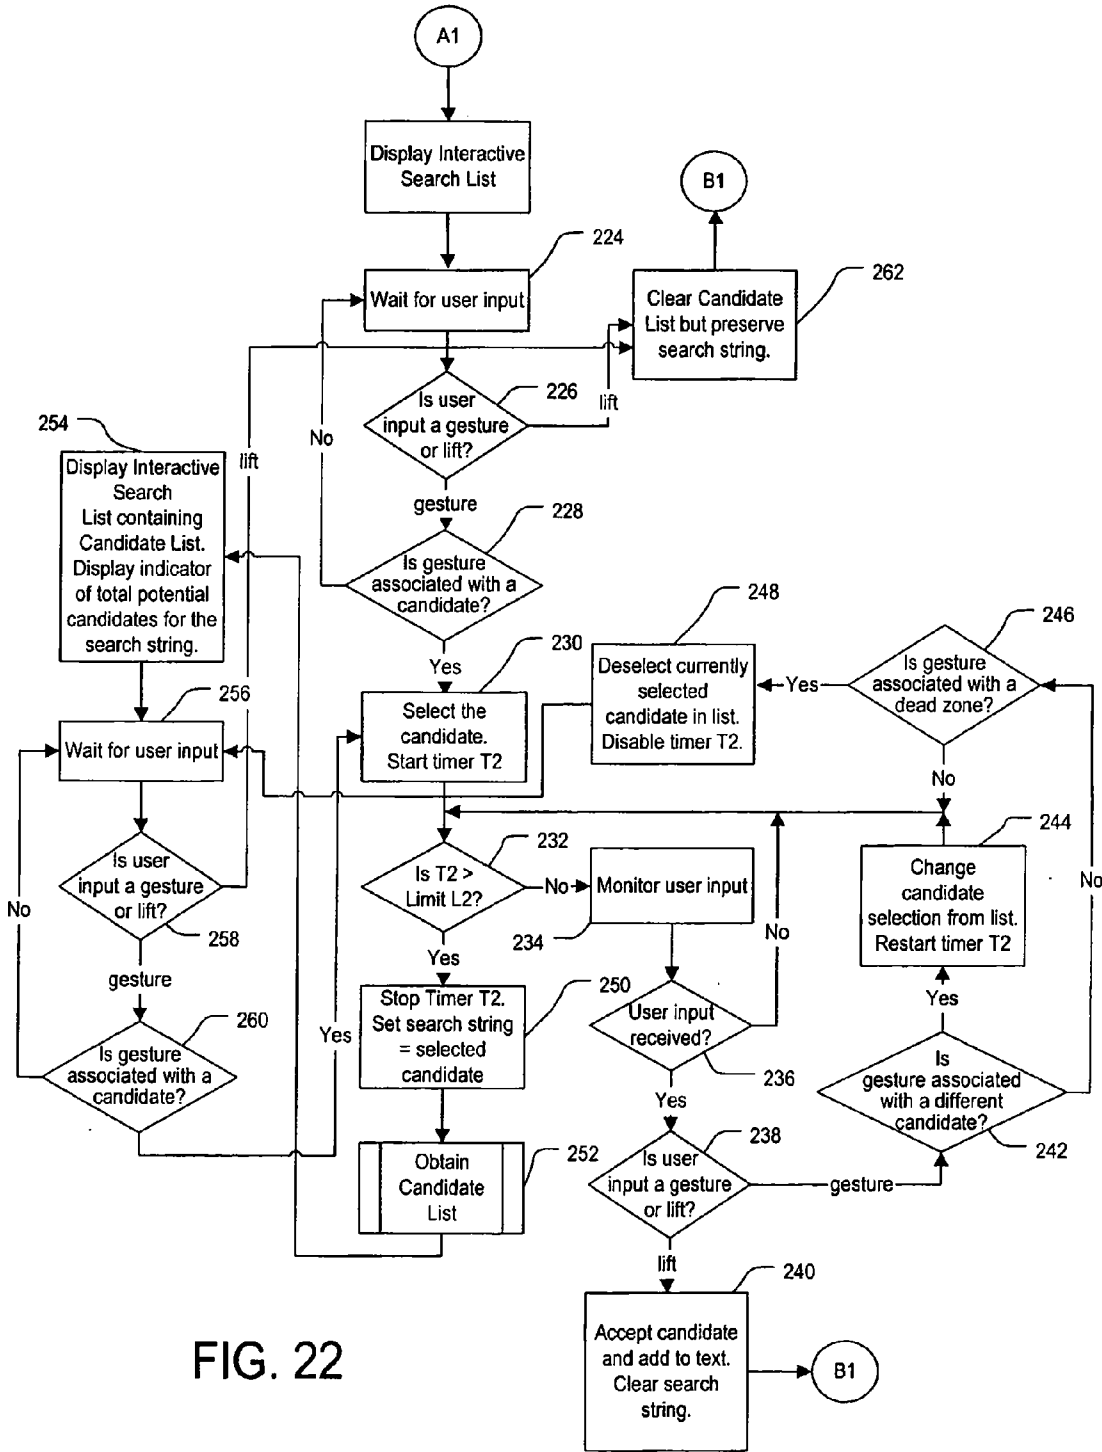 A1
Display Interactive
Search List
B1
224
Wait for user input
262
Clear Candidate
List but preserve
search string.
226
Is user
input a gesture
or lift?
lift
No
gesture
228
Is gesture
associated with a
candidate?
Yes
254
Display Interactive
Search
List containing
Candidate List.
Display indicator
of total potential
candidates for the
search string.
lift
256
Wait for user input
230
Select the
candidate.
Start timer T2
248
Deselect currently
selected
candidate in list.
Disable timer T2.
Yes
246
Is gesture
associated with a
dead zone?
No
244
Change
candidate
selection from list.
Restart timer T2
No
Yes
232
Is T2 >
Limit L2?
No
Monitor user input
234
No
Yes
Is user
input a gesture
or lift?
258
No
gesture
260
Is gesture
associated with a
candidate?
Yes
250
Stop Timer T2.
Set search string
= selected
candidate
User input
received?
236
Yes
Is
gesture associated
with a different
candidate?
242
252
Obtain
Candidate
List
238
Is user
input a gesture
or lift?
gesture
lift
240
Accept candidate
and add to text.
Clear search
string.
B1
FIG. 22